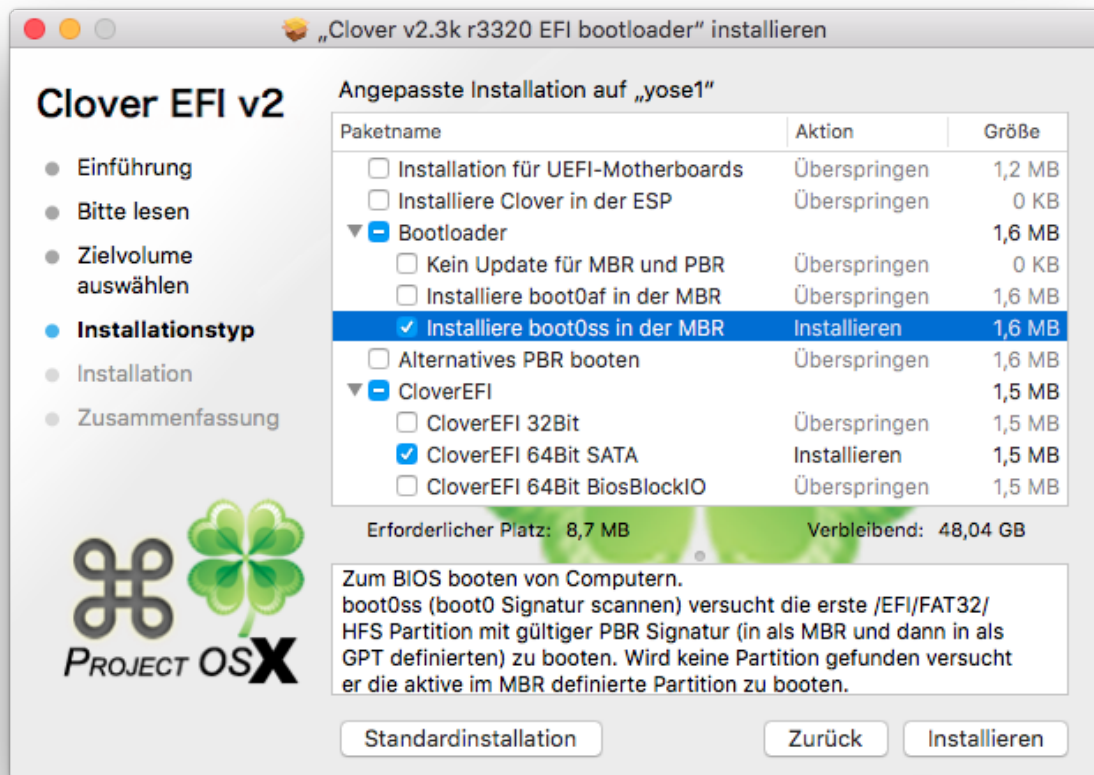 „Clover v2.3k r3320 EFI bootloader“ installieren
Clover EFI v2
Einführung
Bitte lesen
Zielvolume
auswählen
Installationstyp
Installation
Zusammenfassung
PROJECT OSX
Angepasste Installation auf „yose1“
Paketname Aktion Größe
Installation für UEFI-Motherboards Überspringen 1,2 MB
Installiere Clover in der ESP Überspringen 0 KB
Bootloader 1,6 MB
Kein Update für MBR und PBR Überspringen 0 KB
Installiere boot0af in der MBR Überspringen 1,6 MB
Installiere boot0ss in der MBR Installieren 1,6 MB
Alternatives PBR booten Überspringen 1,6 MB
CloverEFI 1,5 MB
CloverEFI 32Bit Überspringen 1,5 MB
CloverEFI 64Bit SATA Installieren 1,5 MB
CloverEFI 64Bit BiosBlockIO Überspringen 1,5 MB
Erforderlicher Platz: 8,7 MB Verbleibend: 48,04 GB
Zum BIOS booten von Computern.
boot0ss (boot0 Signatur scannen) versucht die erste /EFI/FAT32/
HFS Partition mit gültiger PBR Signatur (in als MBR und dann in als
GPT definierten) zu booten. Wird keine Partition gefunden versucht
er die aktive im MBR definierte Partition zu booten.
Standardinstallation Zurück Installieren